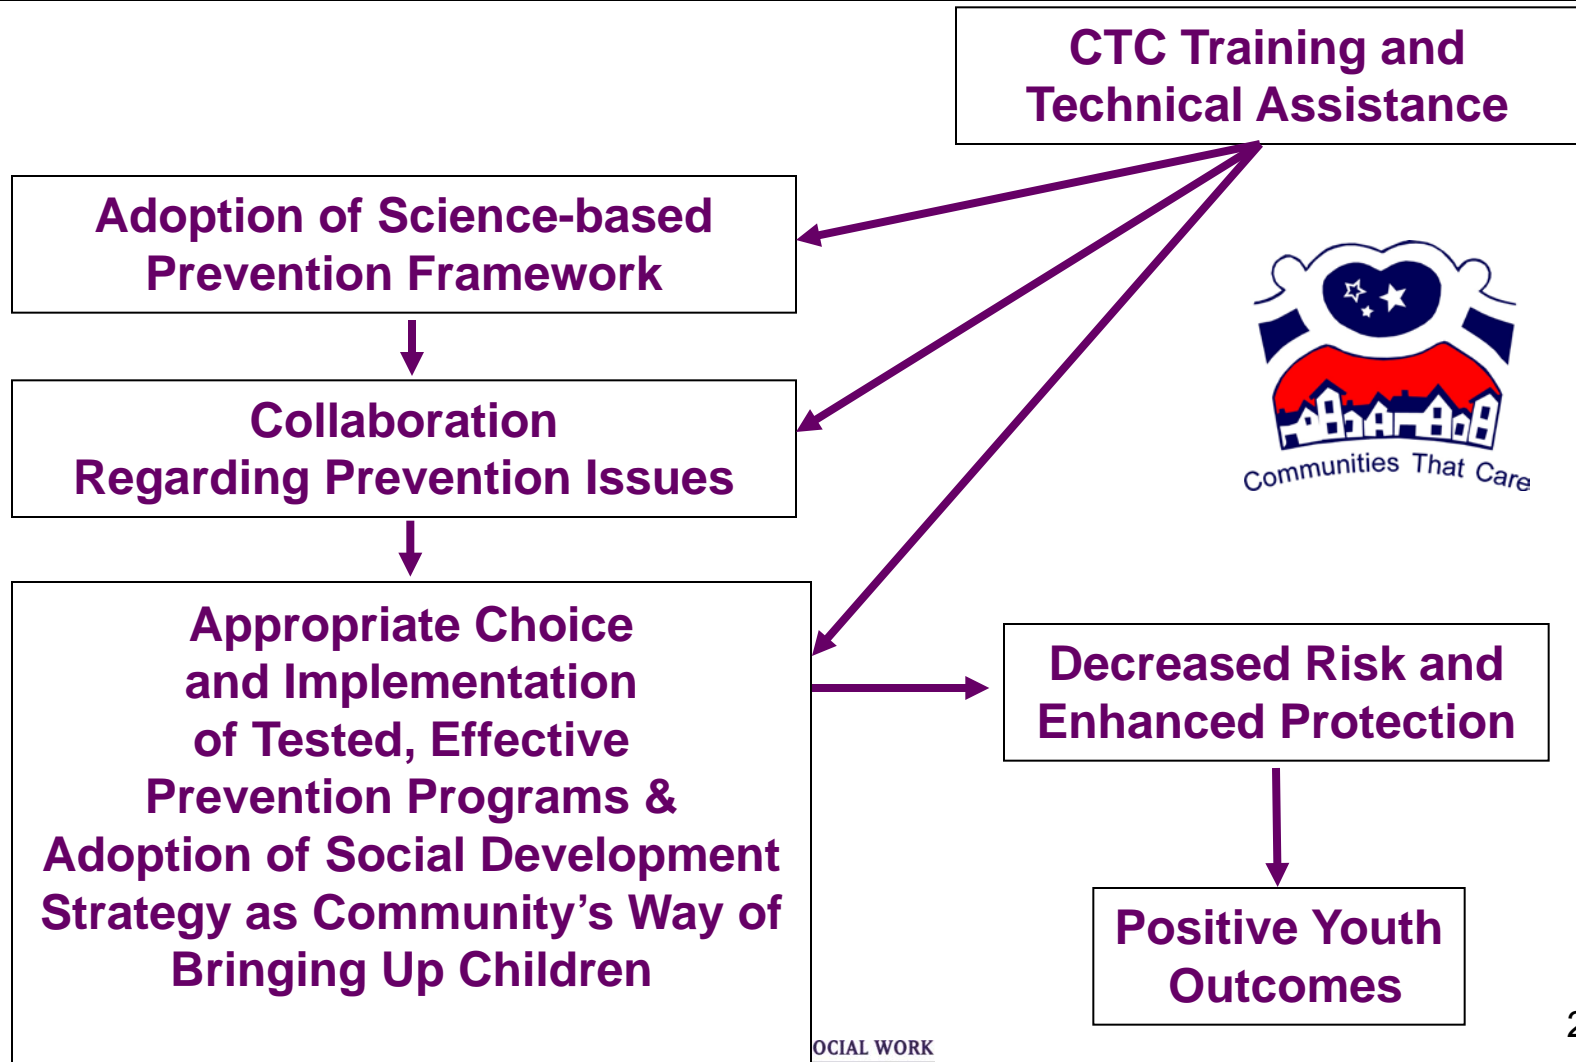 CTC Training and
Technical Assistance
Adoption of Science-based
Prevention Framework
Collaboration
Regarding Prevention Issues
Appropriate Choice
and Implementation
of Tested, Effective
Prevention Programs &
Adoption of Social Development
Strategy as Community’s Way of
Bringing Up Children
Communities That Care
Decreased Risk and
Enhanced Protection
Positive Youth
Outcomes
OCIAL WORK
2